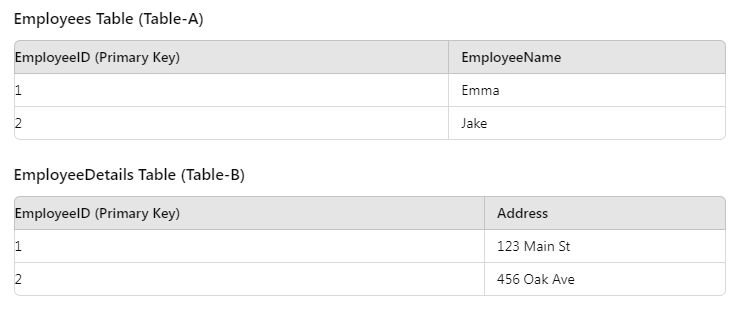 Employees Table (Table-A)
EmployeeID (Primary Key) EmployeeName
1 Emma
2 Jake
EmployeeDetails Table (Table-B)
EmployeeID (Primary Key) Address
1 123 Main St
2 456 Oak Ave